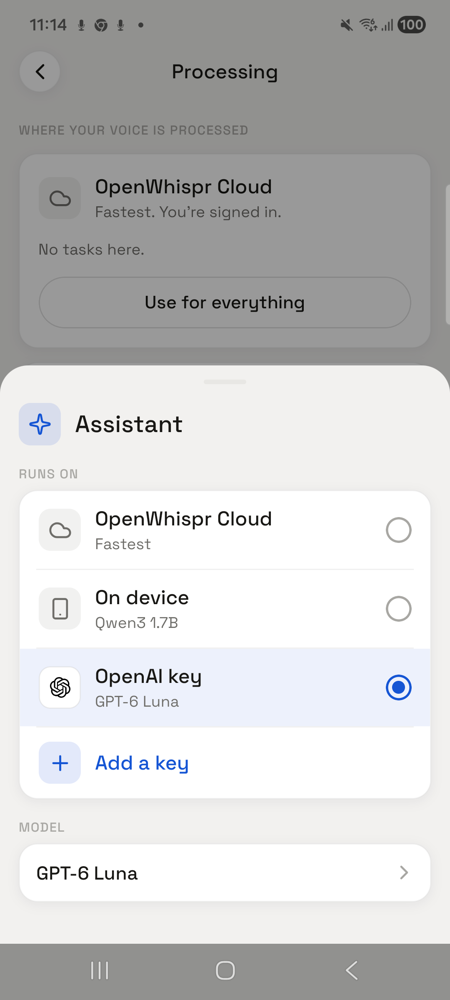 11:14
100
Processing
WHERE YOUR VOICE IS PROCESSED
OpenWhispr Cloud
Fastest. You're signed in.
No tasks here.
Use for everything
Assistant
RUNS ON
OpenWhispr Cloud
Fastest
On device
Qwen3 1.7B
OpenAI key
GPT-6 Luna
Add a key
MODEL
GPT-6 Luna